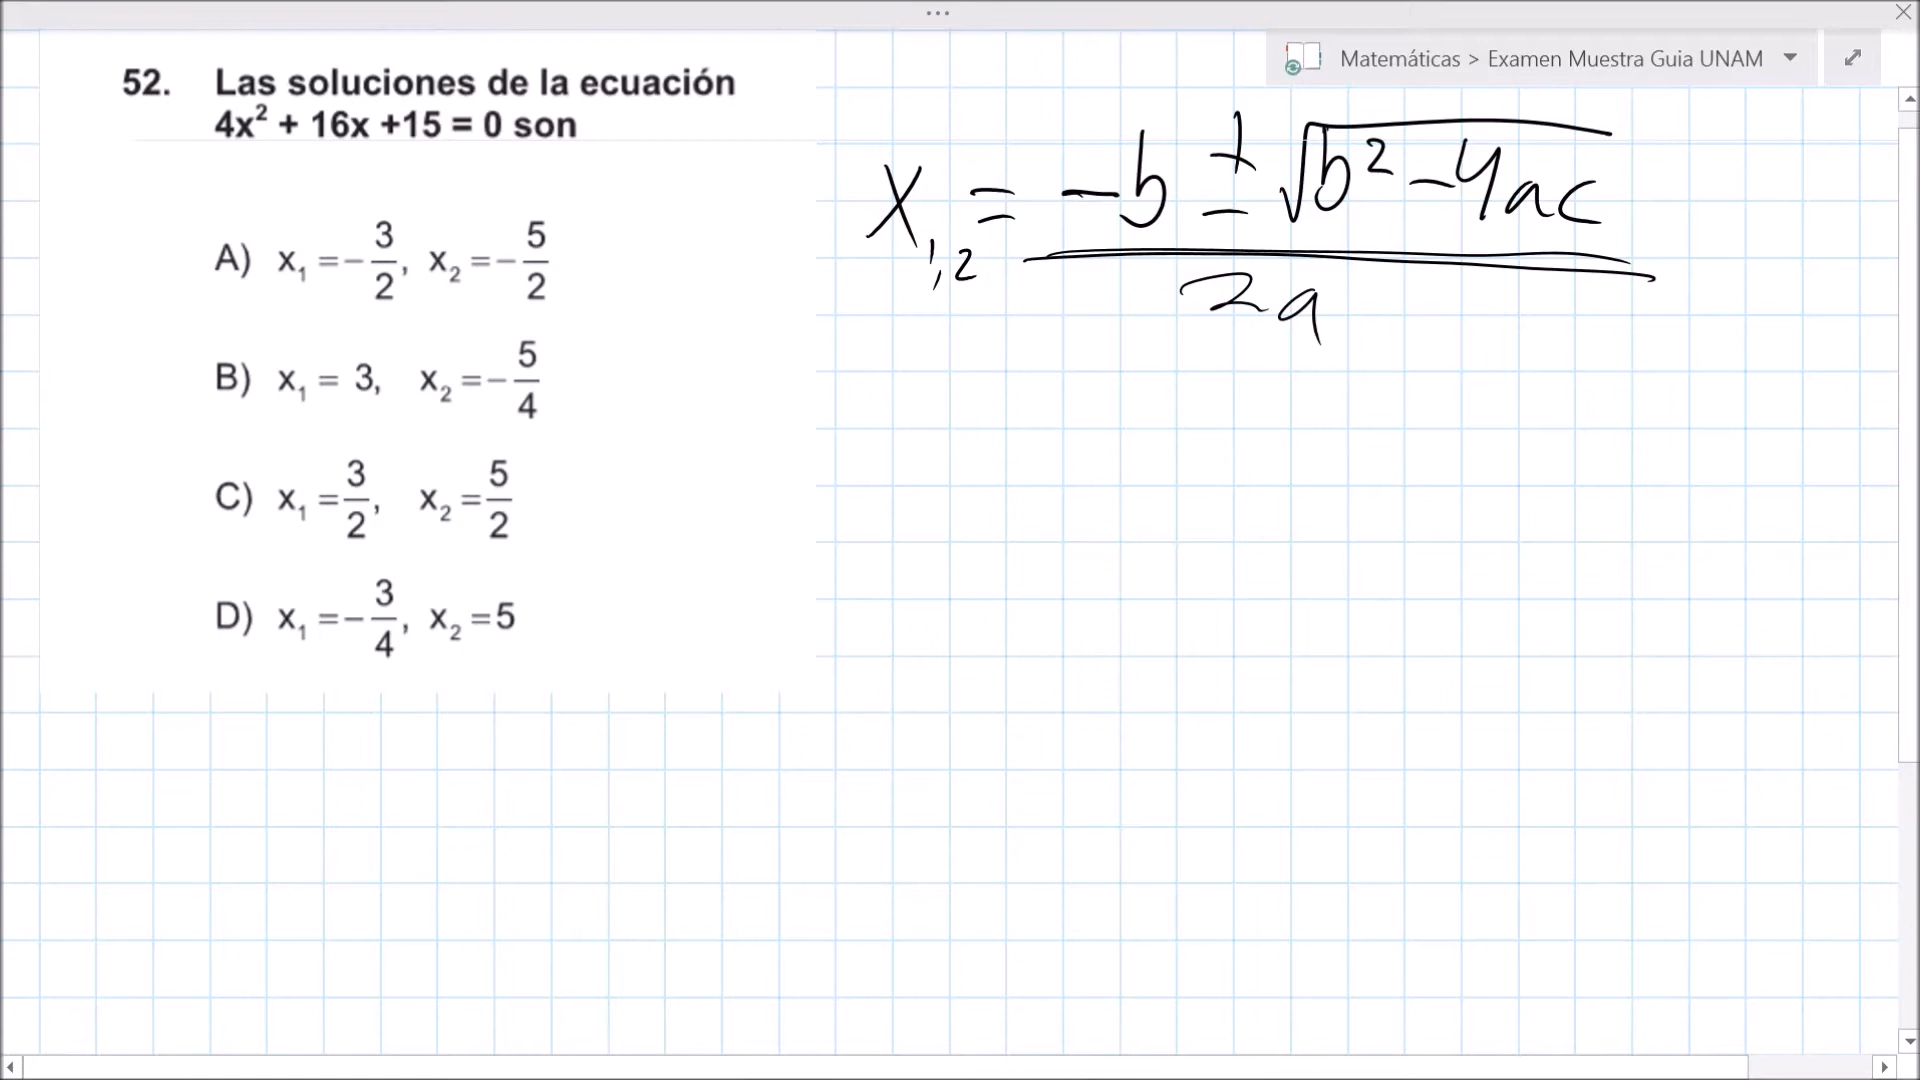 Matemáticas > Examen Muestra Guia UNAM
52. Las soluciones de la ecuación
4x² + 16x +15 = 0 son
A) x₁ = -3/2, x₂ = -5/2
B) x₁ = 3, x₂ = -5/4
C) x₁ = 3/2, x₂ = 5/2
D) x₁ = -3/4, x₂ = 5
x₁,₂ = -b ± √b² - 4ac
2a